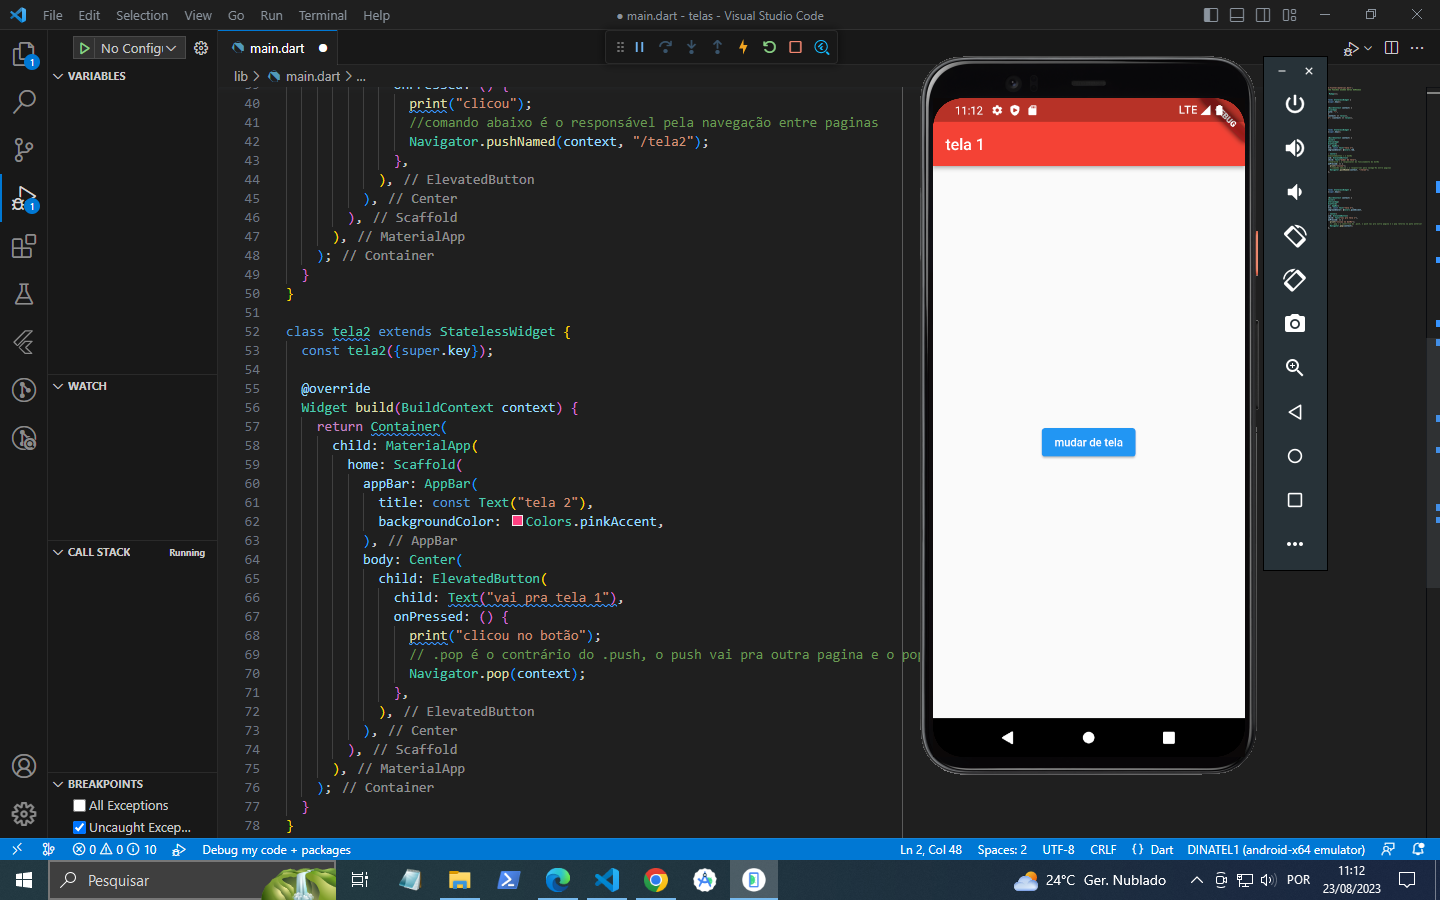 File Edit Selection View Go Run Terminal Help
● main.dart - telas - Visual Studio Code
No Config
main.dart
VARIABLES
lib > main.dart > ...
onPressed: () {
40 print("clicou");
41 //comando abaixo é o responsável pela navegação entre paginas
42 Navigator.pushNamed(context, "/tela2");
43 },
44 ), // ElevatedButton
45 ), // Center
46 ), // Scaffold
47 ), // MaterialApp
48 ); // Container
49 }
50 }
51
52 class tela2 extends StatelessWidget {
53 const tela2({super.key});
54
55 @override
56 Widget build(BuildContext context) {
57 return Container(
58 child: MaterialApp(
59 home: Scaffold(
60 appBar: AppBar(
61 title: const Text("tela 2"),
62 backgroundColor: Colors.pinkAccent,
63 ), // AppBar
64 body: Center(
65 child: ElevatedButton(
66 child: Text("vai pra tela 1"),
67 onPressed: () {
68 print("clicou no botão");
69 // .pop é o contrário do .push, o push vai pra outra pagina e o pop
70 Navigator.pop(context);
71 },
72 ), // ElevatedButton
73 ), // Center
74 ), // Scaffold
75 ), // MaterialApp
76 ); // Container
77 }
78 }
WATCH
CALL STACK Running
BREAKPOINTS
All Exceptions
Uncaught Excep...
1
1
11:12 LTE
tela 1
mudar de tela
0 0 10 Debug my code + packages Ln 2, Col 48 Spaces: 2 UTF-8 CRLF {} Dart DINATEL1 (android-x64 emulator)
Pesquisar
24°C Ger. Nublado POR 11:12
23/08/2023